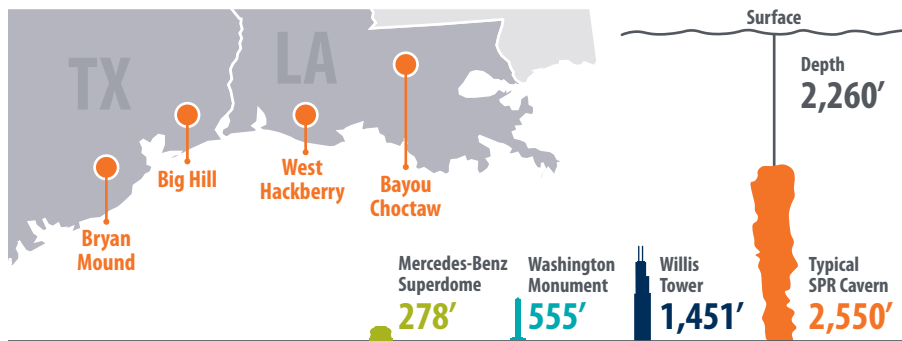 TX
LA
Bryan
Mound
Big Hill
West
Hackberry
Bayou
Choctaw
Surface
Depth
2,260’
Mercedes-Benz
Superdome
278’
Washington
Monument
555’
Willis
Tower
1,451’
Typical
SPR Cavern
2,550’